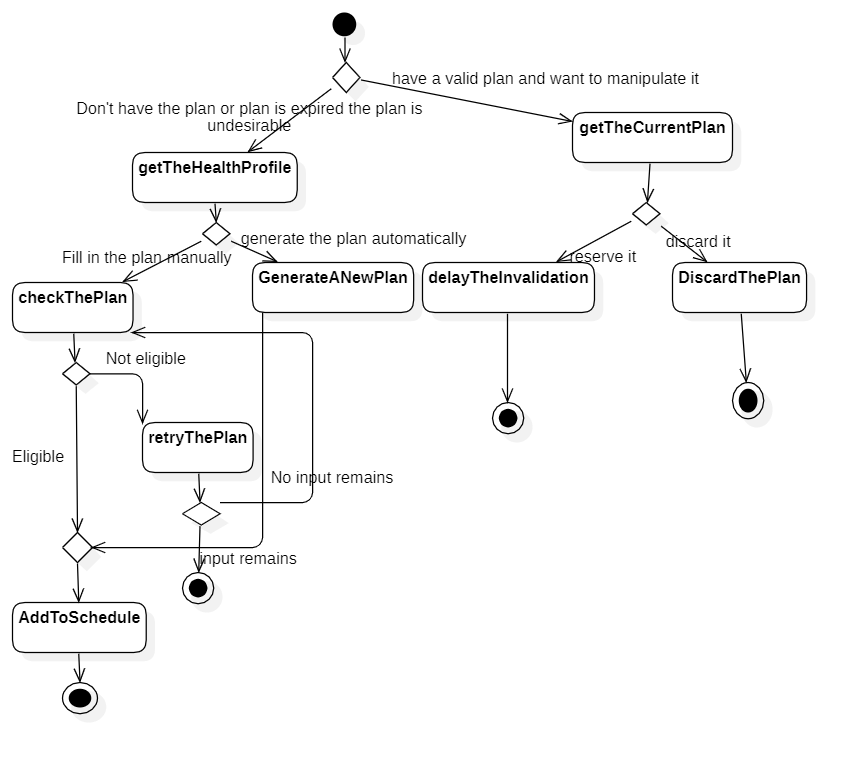 have a valid plan and want to manipulate it
Don't have the plan or plan is expired the plan is
undesirable
getTheCurrentPlan
getTheHealthProfile
generate the plan automatically
discard it
Fill in the plan manually
reserve it
checkThePlan
GenerateANewPlan
delayTheInvalidation
DiscardThePlan
Not eligible
retryThePlan
Eligible
No input remains
input remains
AddToSchedule